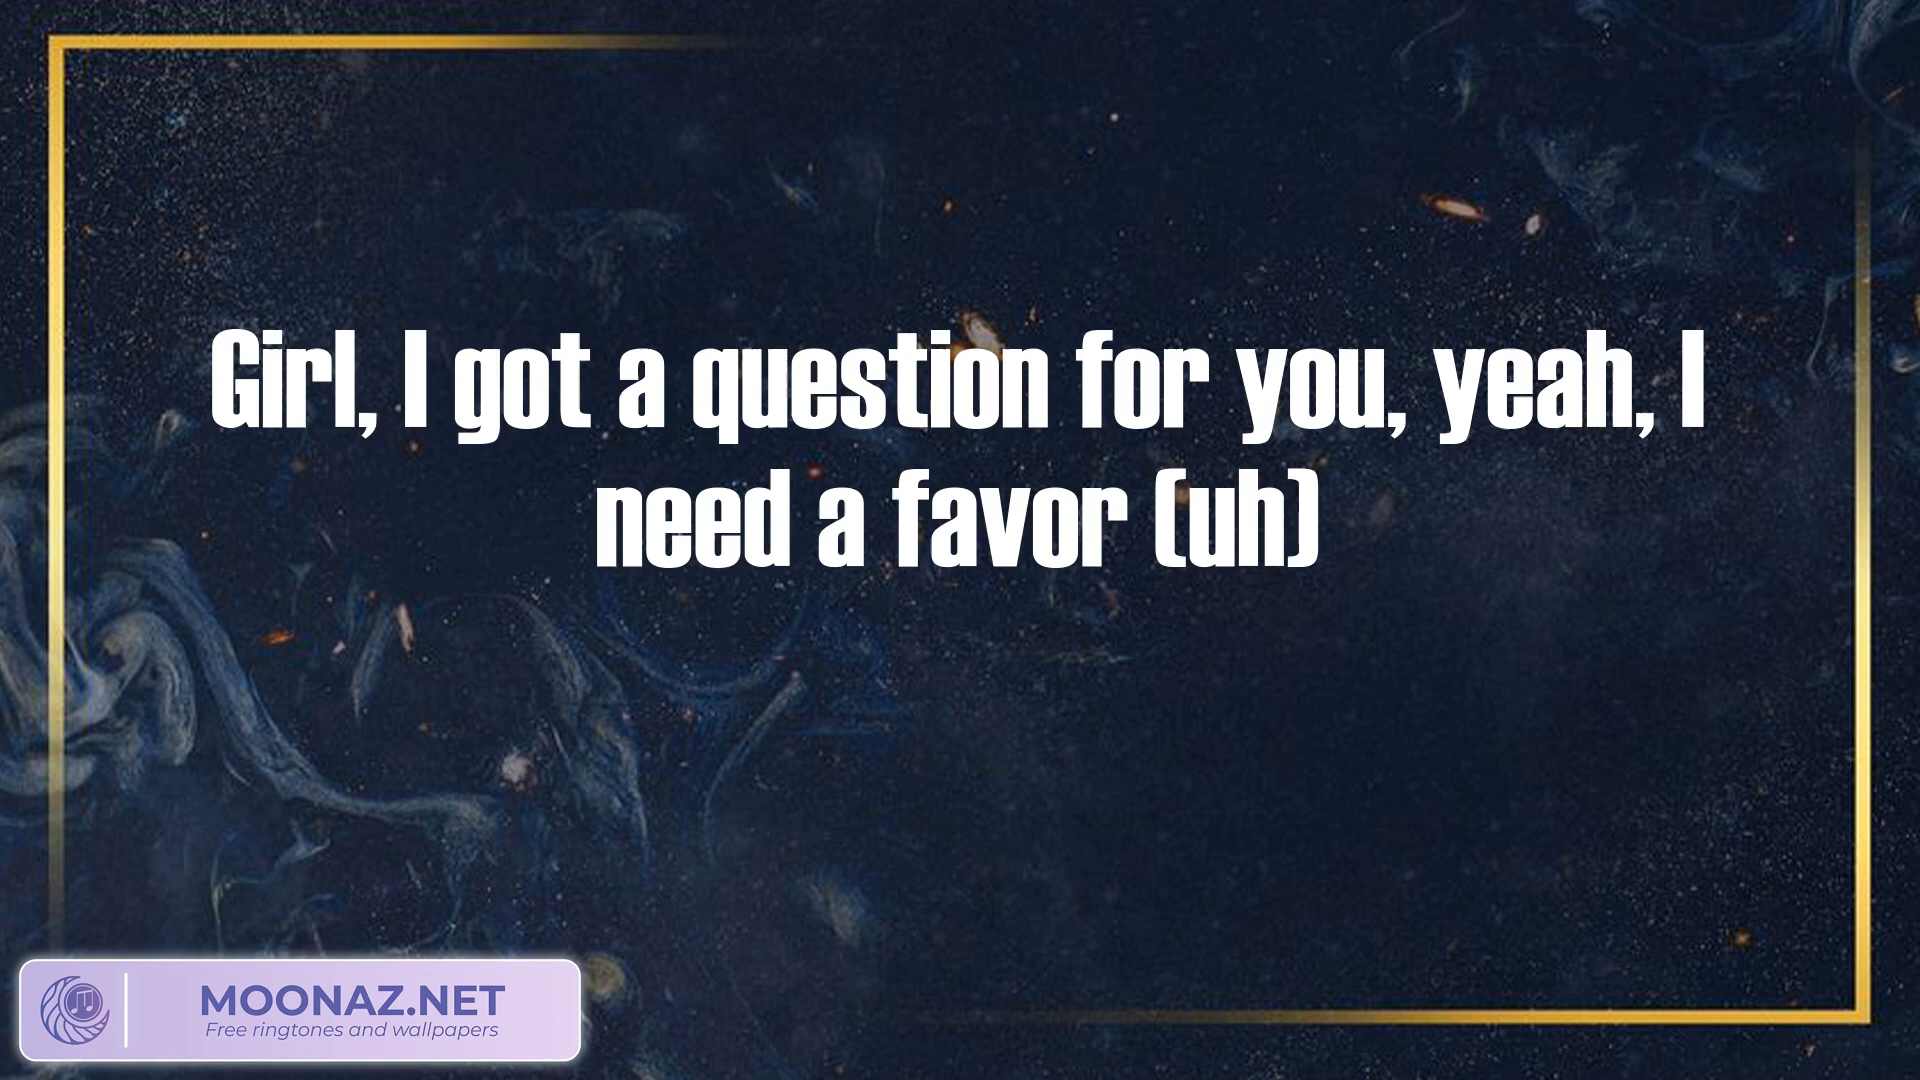 Girl, I got a question for you, yeah, I
need a favor (uh)
MOONAZ.NET
Free ringtones and wallpapers